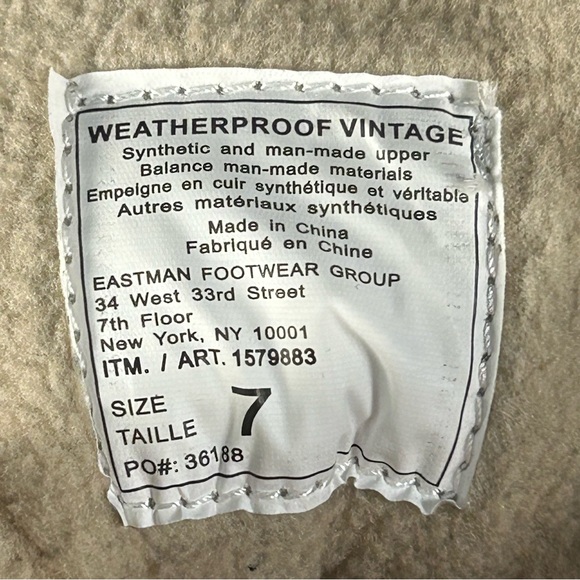 WEATHERPROOF VINTAGE
Synthetic and man-made upper
Balance man-made materials
Empeigne en cuir synthétique et véritable
Autres matériaux synthétiques
Made in China
Fabriqué en Chine
EASTMAN FOOTWEAR GROUP
34 West 33rd Street
7th Floor
New York, NY 10001
ITM. / ART. 1579883
SIZE
TAILLE 7
PO#: 36188